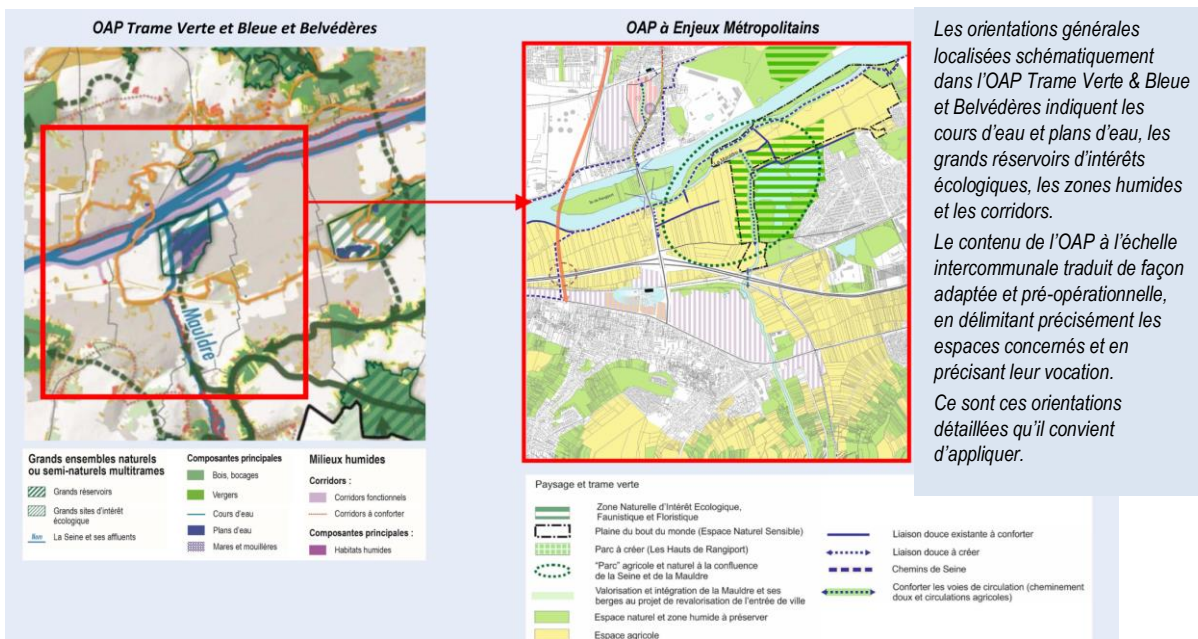 OAP Trame Verte et Bleue et Belvédères
Mauldre
Grands ensembles naturels
ou semi-naturels multitrames
Grands réservoirs
Grands sites d'intérêt
écologique
La Seine et ses affluents
Composantes principales
Bois, bocages
Vergers
Cours d'eau
Plans d'eau
Mares et mouillères
Milieux humides
Corridors :
Corridors fonctionnels
Corridors à conforter
Composantes principales :
Habitats humides
OAP à Enjeux Métropolitains
Paysage et trame verte
Zone Naturelle d'Intérêt Ecologique,
Faunistique et Floristique
Plaine du bout du monde (Espace Naturel Sensible)
Parc à créer (Les Hauts de Rangiport)
"Parc" agricole et naturel à la confluence
de la Seine et de la Mauldre
Valorisation et intégration de la Mauldre et ses
berges au projet de revalorisation de l'entrée de ville
Espace naturel et zone humide à préserver
Espace agricole
Liaison douce existante à conforter
Liaison douce à créer
Chemins de Seine
Conforter les voies de circulation (cheminement
doux et circulations agricoles)
Les orientations générales
localisées schématiquement
dans l'OAP Trame Verte & Bleue
et Belvédères indiquent les
cours d'eau et plans d'eau, les
grands réservoirs d'intérêts
écologiques, les zones humides
et les corridors.
Le contenu de l'OAP à l'échelle
intercommunale traduit de façon
adaptée et pré-opérationnelle,
en délimitant précisément les
espaces concernés et en
précisant leur vocation.
Ce sont ces orientations
détaillées qu'il convient
d'appliquer.